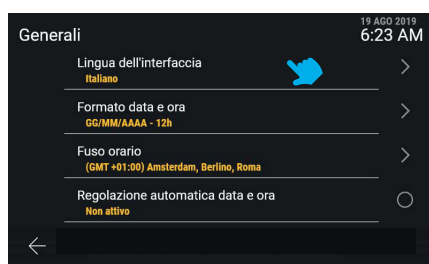 Generali
19 AGO 2019
6:23 AM
Lingua dell'interfaccia
Italiano
Formato data e ora
GG/MM/AAAA - 12h
Fuso orario
(GMT +01:00) Amsterdam, Berlino, Roma
Regolazione automatica data e ora
Non attivo